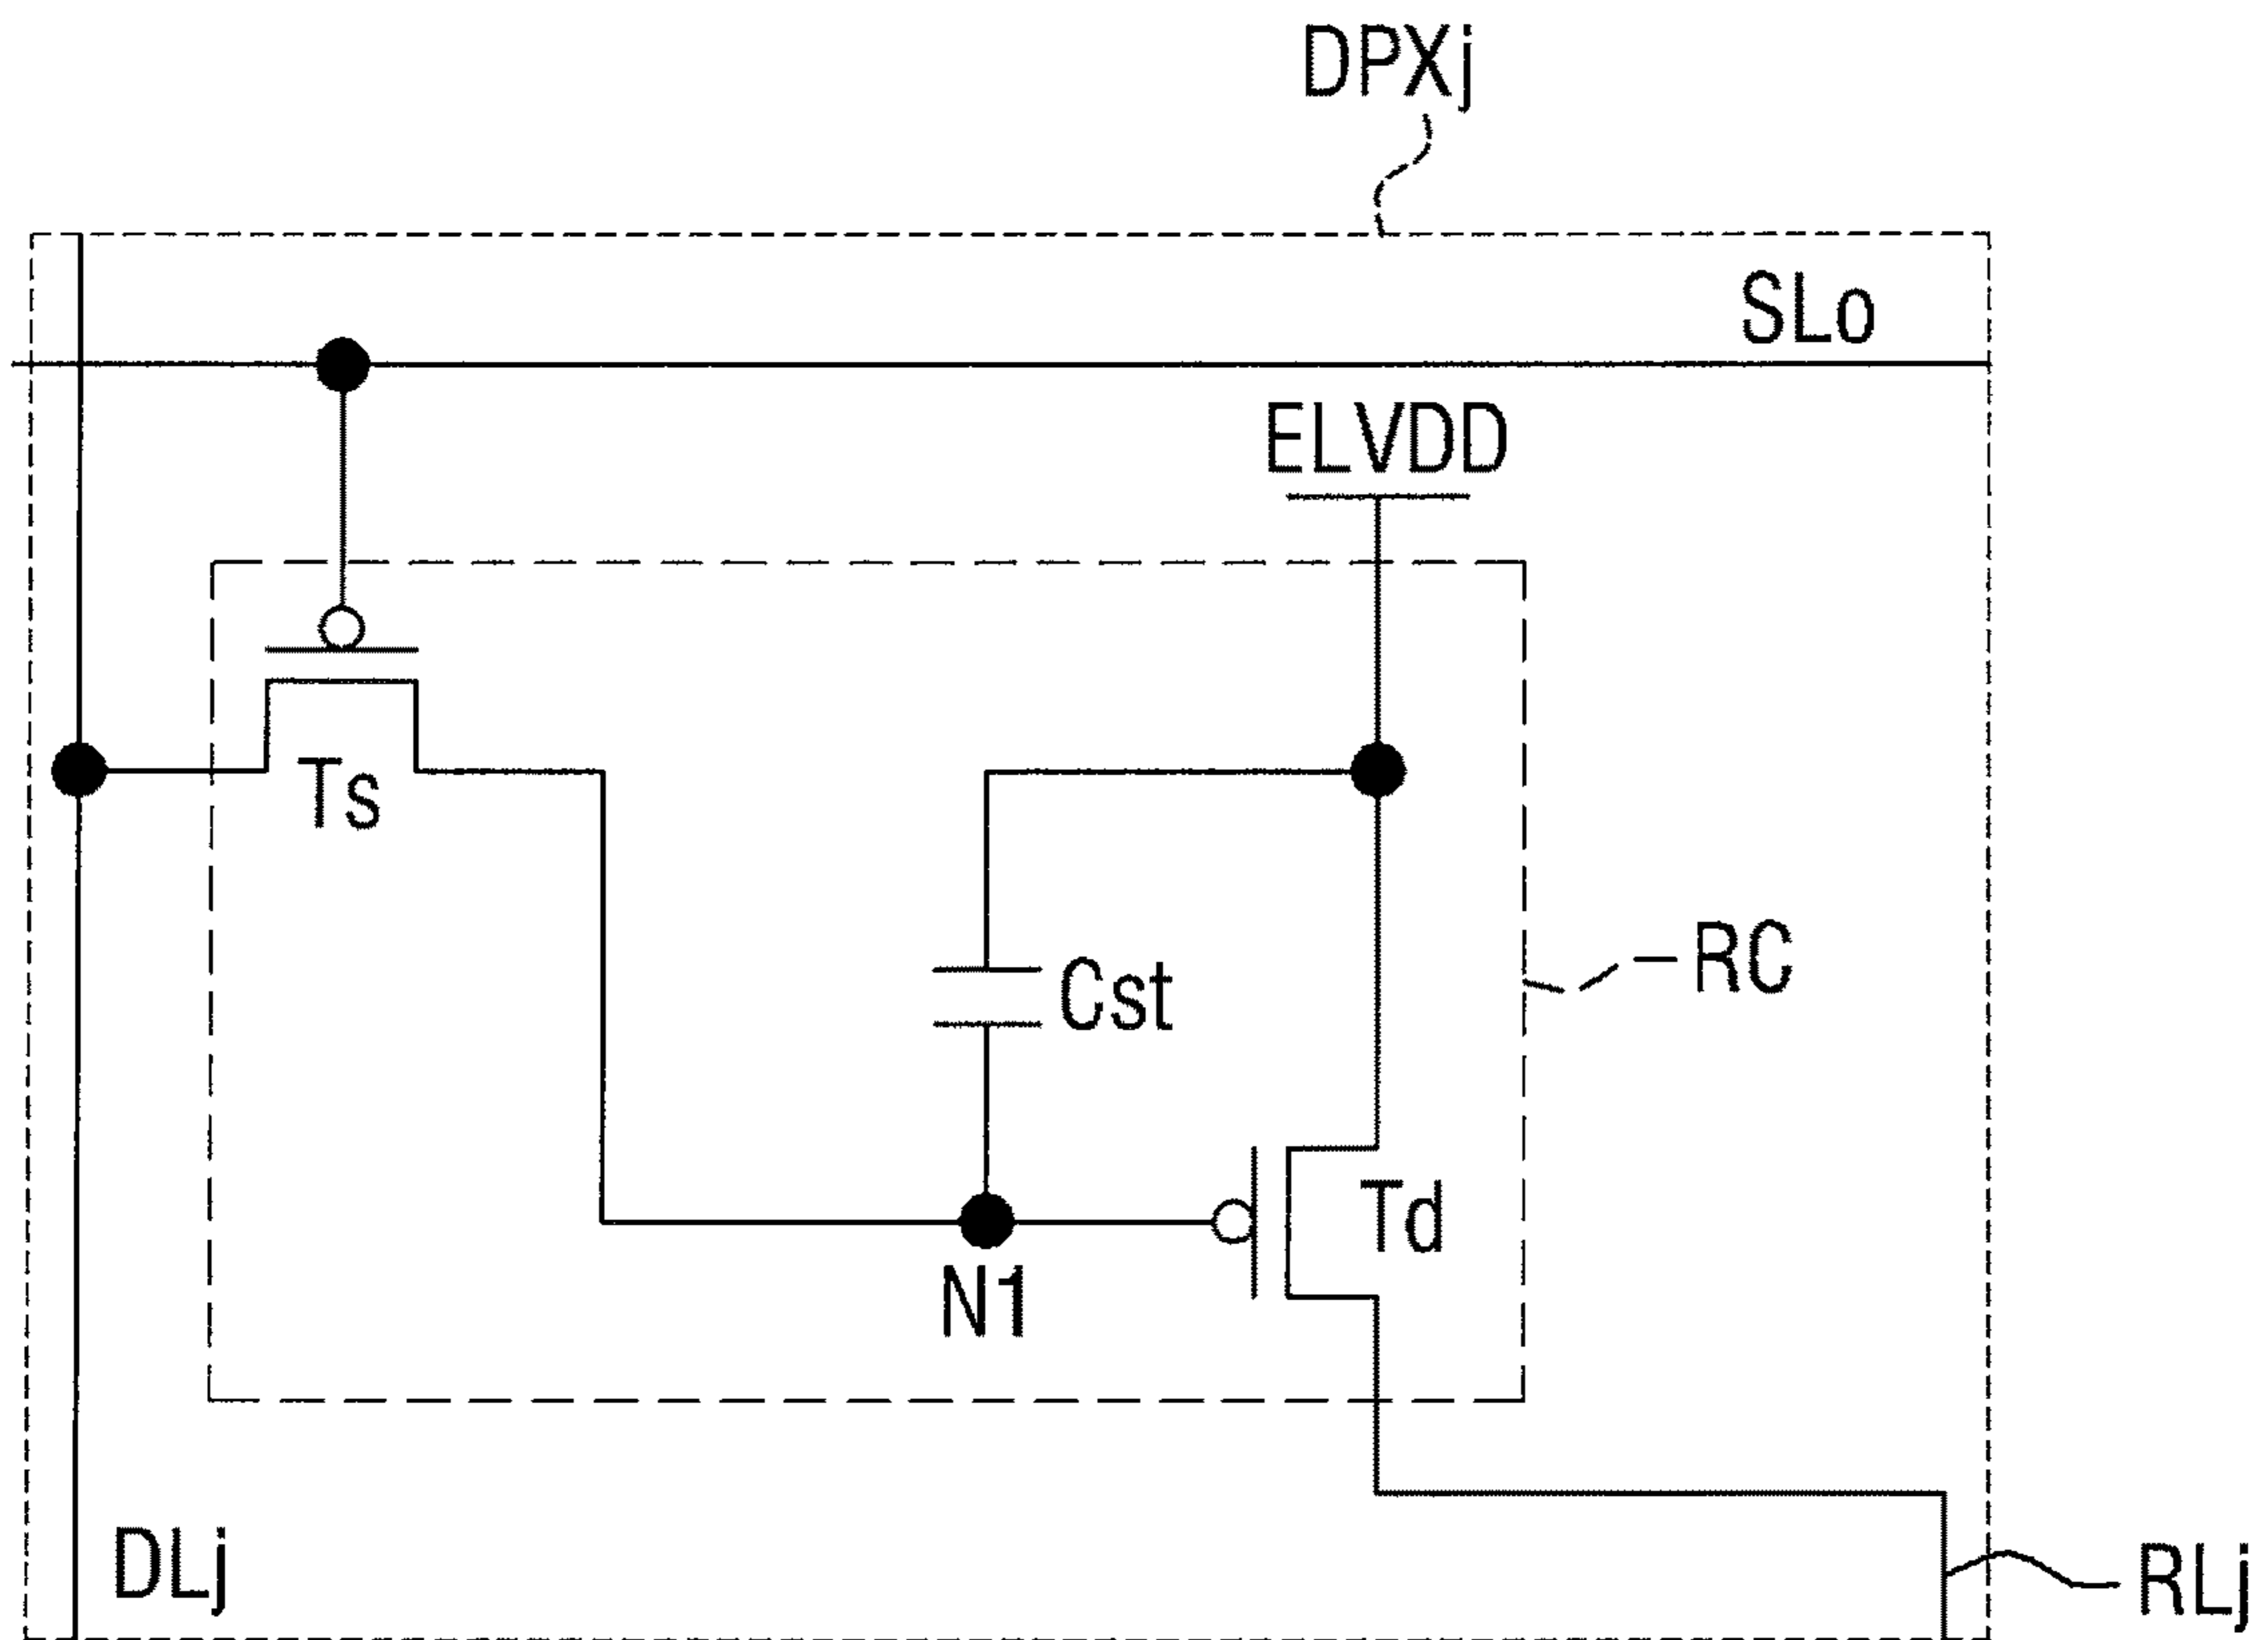 DPXj
SLo
ELVDD
Ts
Cst
RC
Td
N1
DLj
RLj